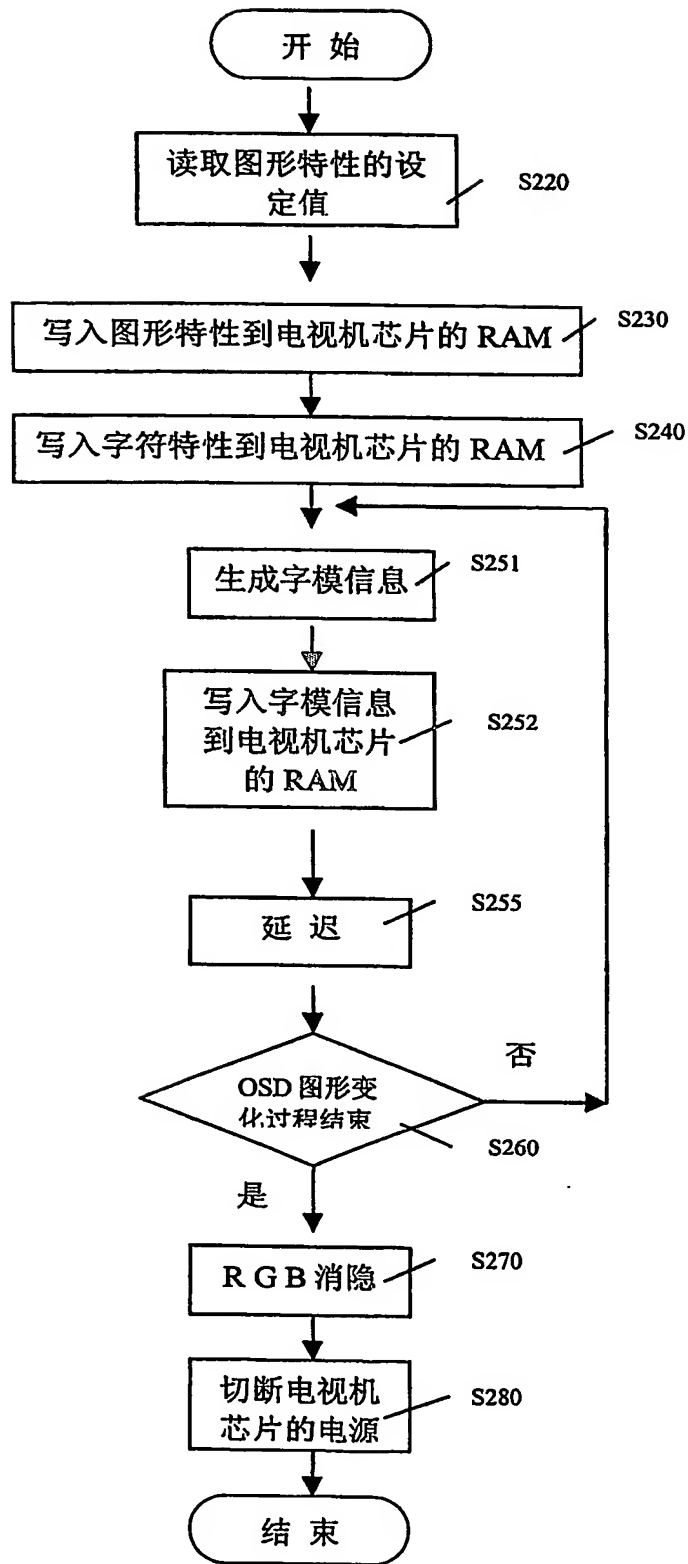 开 始
读取图形特性的设
定值
S220
写入图形特性到电视机芯片的 RAM
S230
写入字符特性到电视机芯片的 RAM
S240
生成字模信息
S251
写入字模信息
到电视机芯片
的 RAM
S252
延 迟
S255
OSD 图形变
化过程结束
否
S260
是
R G B 消隐
S270
切断电视机
芯片的电源
S280
结 束